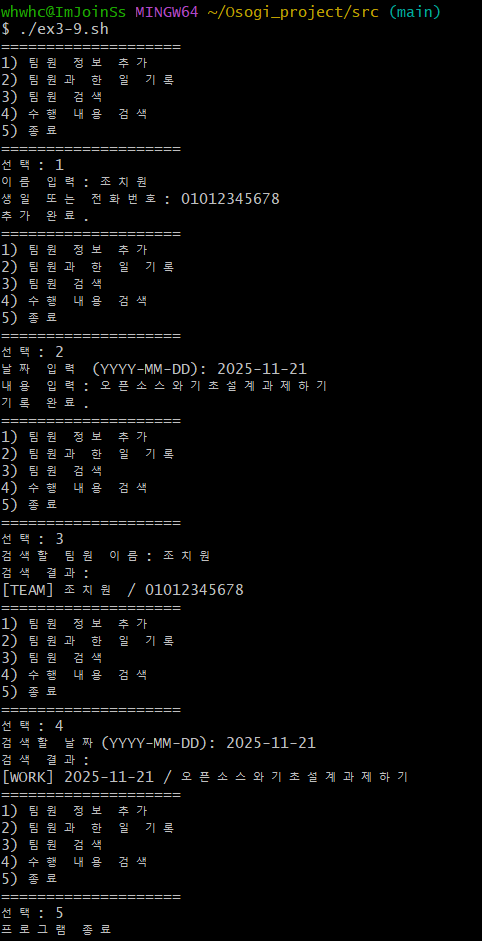 whwhc@ImJoinSs MINGW64 ~/Osogi_project/src (main)
$ ./ex3-9.sh
====================
1) 팀원 정보 추가
2) 팀원과 한 일 기록
3) 팀원 검색
4) 수행 내용 검색
5) 종료
====================
선택: 1
이름 입력: 조치원
생일 또는 전화번호: 01012345678
추가 완료.
====================
1) 팀원 정보 추가
2) 팀원과 한 일 기록
3) 팀원 검색
4) 수행 내용 검색
5) 종료
====================
선택: 2
날짜 입력 (YYYY-MM-DD): 2025-11-21
내용 입력: 오픈소스와기초설계과제하기
기록 완료.
====================
1) 팀원 정보 추가
2) 팀원과 한 일 기록
3) 팀원 검색
4) 수행 내용 검색
5) 종료
====================
선택: 3
검색할 팀원 이름: 조치원
검색 결과:
[TEAM] 조치원 / 01012345678
====================
1) 팀원 정보 추가
2) 팀원과 한 일 기록
3) 팀원 검색
4) 수행 내용 검색
5) 종료
====================
선택: 4
검색할 날짜(YYYY-MM-DD): 2025-11-21
검색 결과:
[WORK] 2025-11-21 / 오픈소스와기초설계과제하기
====================
1) 팀원 정보 추가
2) 팀원과 한 일 기록
3) 팀원 검색
4) 수행 내용 검색
5) 종료
====================
선택: 5
프로그램 종료